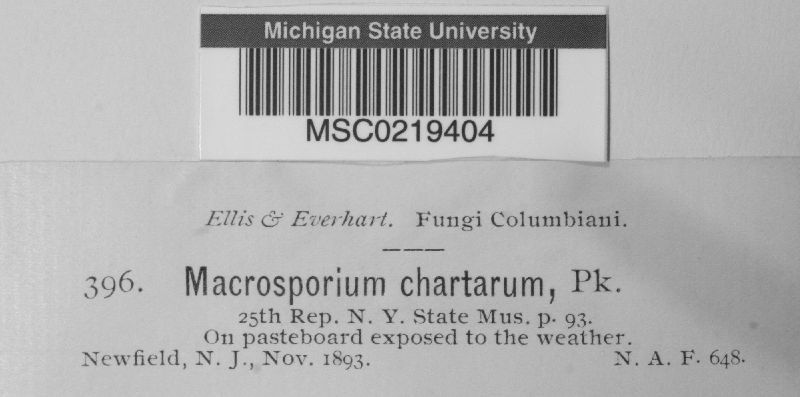 Michigan State University
MSC0219404
Ellis & Everhart. Fungi Columbiani.
396. Macrosporium chartarum, Pk.
25th Rep. N. Y. State Mus. p. 93.
On pasteboard exposed to the weather.
Newfield, N. J., Nov. 1893. N. A. F. 648.